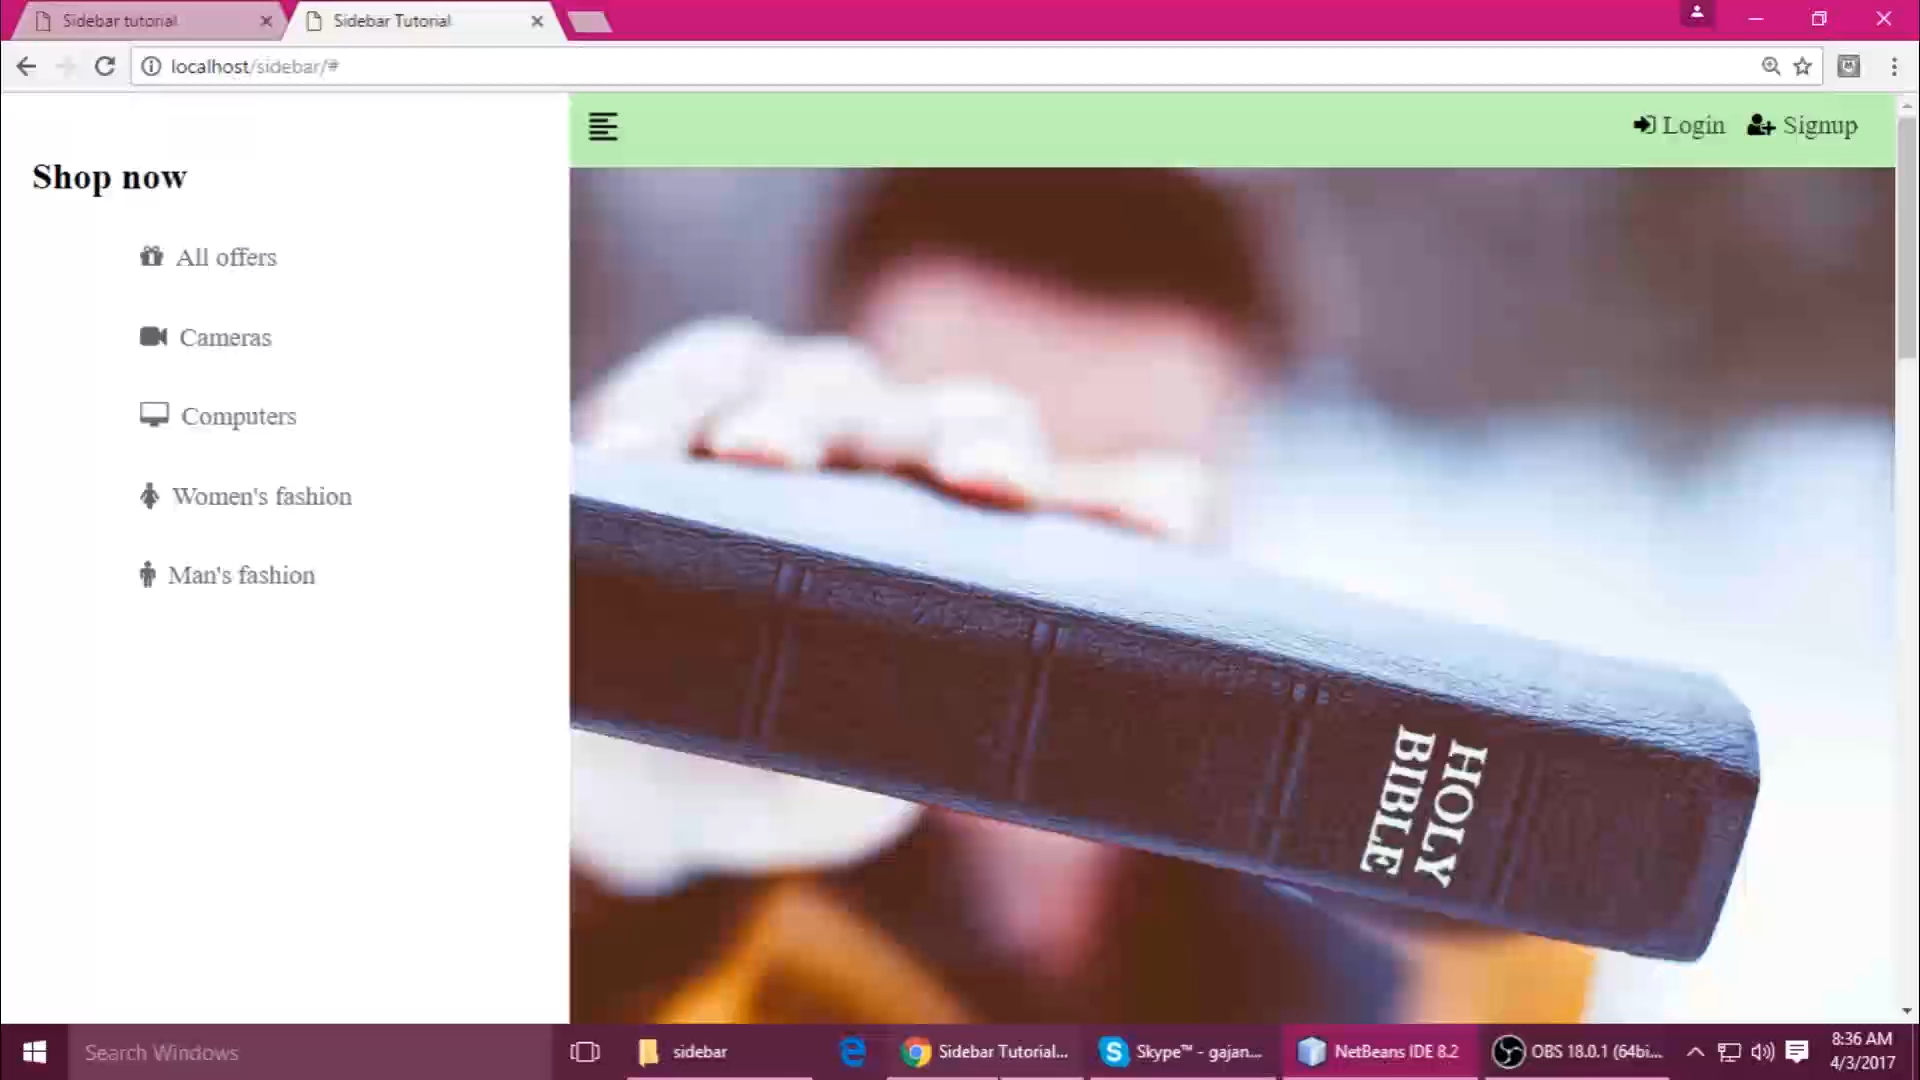 Sidebar tutorial
Sidebar Tutorial
localhost/sidebar/#
Login
Signup
Shop now
All offers
Cameras
Computers
Women's fashion
Man's fashion
HOLY
BIBLE
Search Windows
sidebar
Sidebar Tutorial...
Skype™ - gajan...
NetBeans IDE 8.2
OBS 18.0.1 (64bi...
8:36 AM
4/3/2017